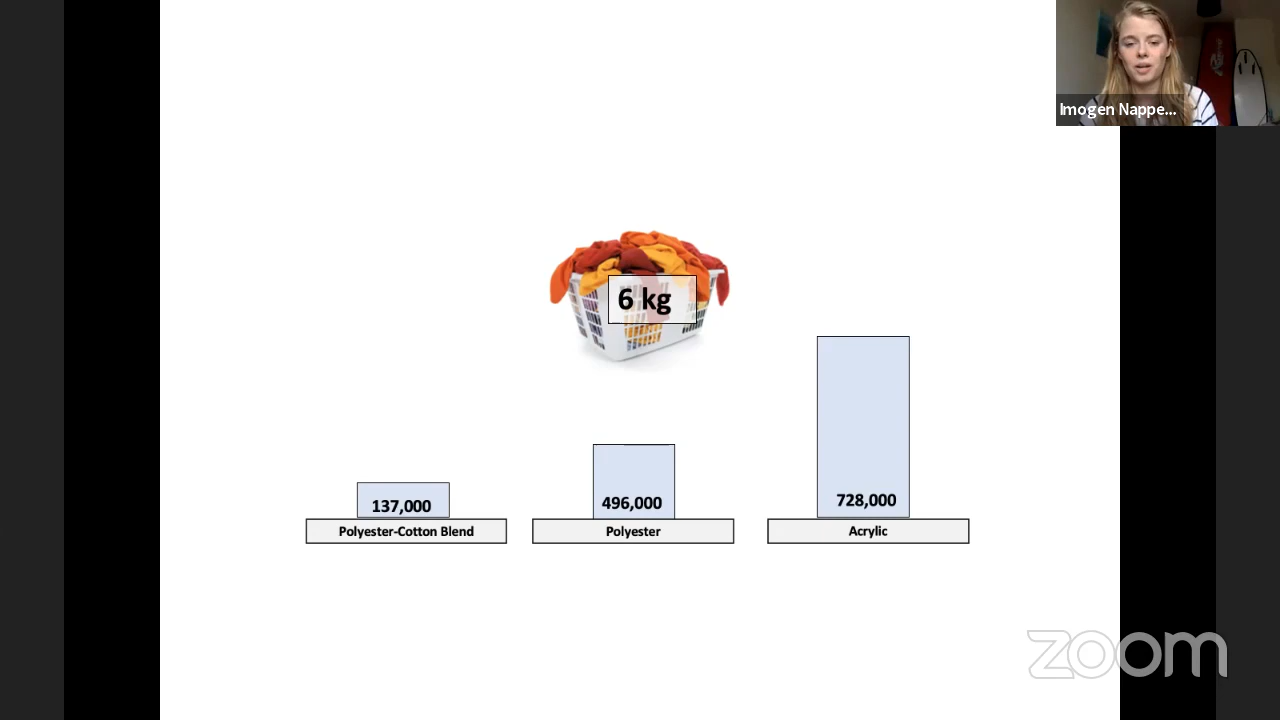 Imogen Nappe...
6 kg
137,000
496,000
728,000
Polyester-Cotton Blend
Polyester
Acrylic
zoom